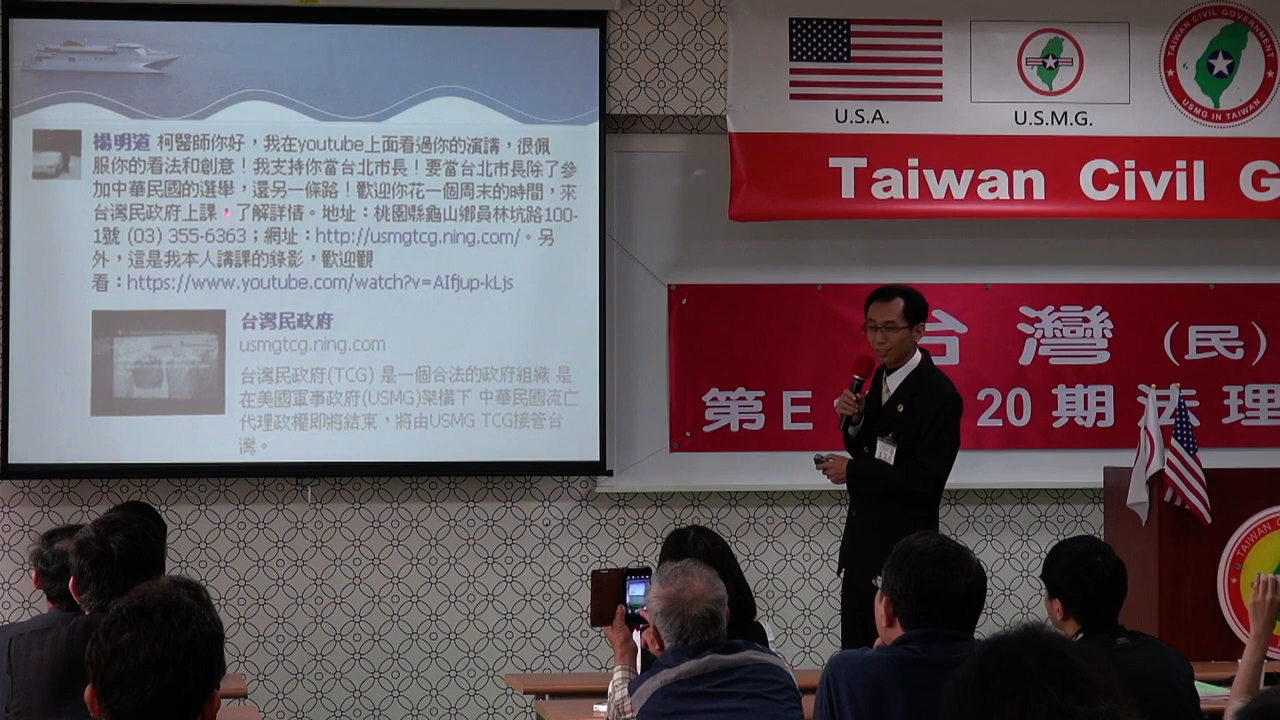 楊明道 柯醫師你好，我在youtube上面看過你的演講，很佩
服你的看法和創意！我支持你當台北市長！要當台北市長除了參
加中華民國的選舉，還另一條路！歡迎你花一個周末的時間，來
台灣民政府上課，了解詳情。地址：桃園縣龜山鄉員林坑路100-
1號 (03) 355-6363；網址：http://usmgtcg.ning.com/。另
外，這是我本人講課的錄影，歡迎觀
看：https://www.youtube.com/watch?v=AIfjup-kLjs
台灣民政府
usmgtcg.ning.com
台灣民政府(TCG) 是一個合法的政府組織 是
在美國軍事政府(USMG)架構下 中華民國流亡
代理政權即將結束，將由USMG TCG接管台
灣。
U.S.A.
U.S.M.G.
TAIWAN CIVIL GOVERNMENT
USMG IN TAIWAN
Taiwan Civil G
台灣(民)
第E
20期法理